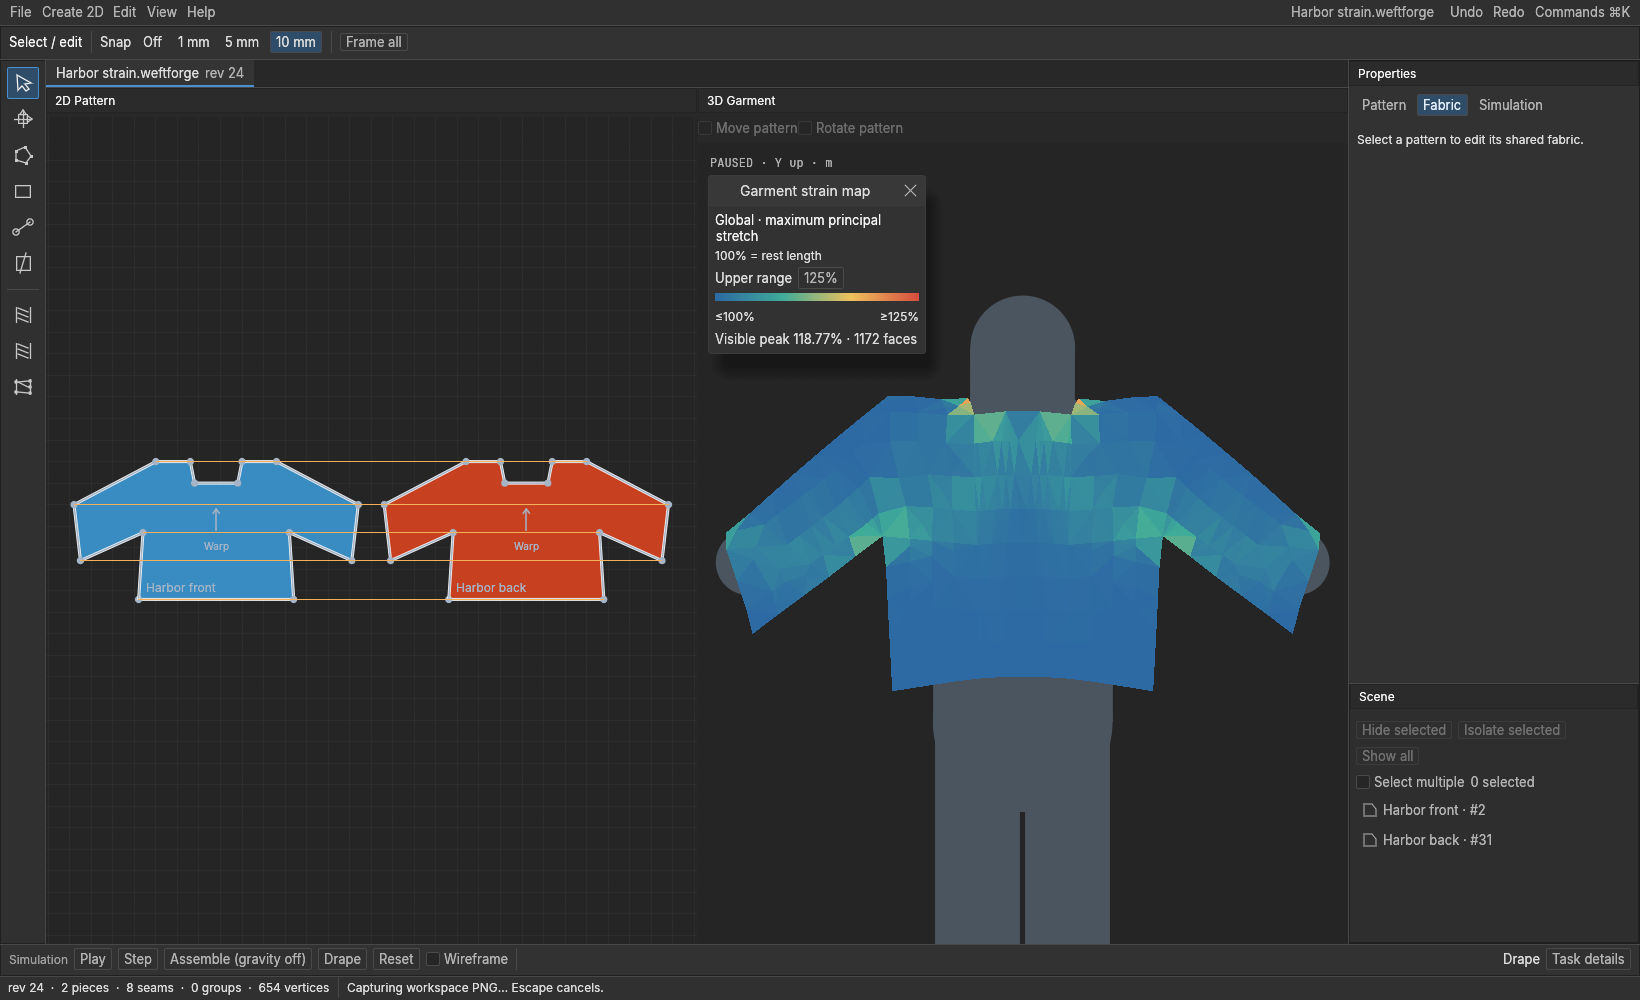 File Create 2D Edit View Help
Harbor strain.weftforge Undo Redo Commands ⌘K
Select / edit Snap Off 1 mm 5 mm 10 mm Frame all
Harbor strain.weftforge rev 24
2D Pattern
Warp
Harbor front
Warp
Harbor back
3D Garment
Move pattern Rotate pattern
PAUSED · Y up · m
Garment strain map
Global · maximum principal
stretch
100% = rest length
Upper range 125%
≤100% ≥125%
Visible peak 118.77% · 1172 faces
Properties
Pattern Fabric Simulation
Select a pattern to edit its shared fabric.
Scene
Hide selected Isolate selected
Show all
Select multiple 0 selected
Harbor front · #2
Harbor back · #31
Simulation Play Step Assemble (gravity off) Drape Reset Wireframe
Drape Task details
rev 24 · 2 pieces · 8 seams · 0 groups · 654 vertices Capturing workspace PNG... Escape cancels.